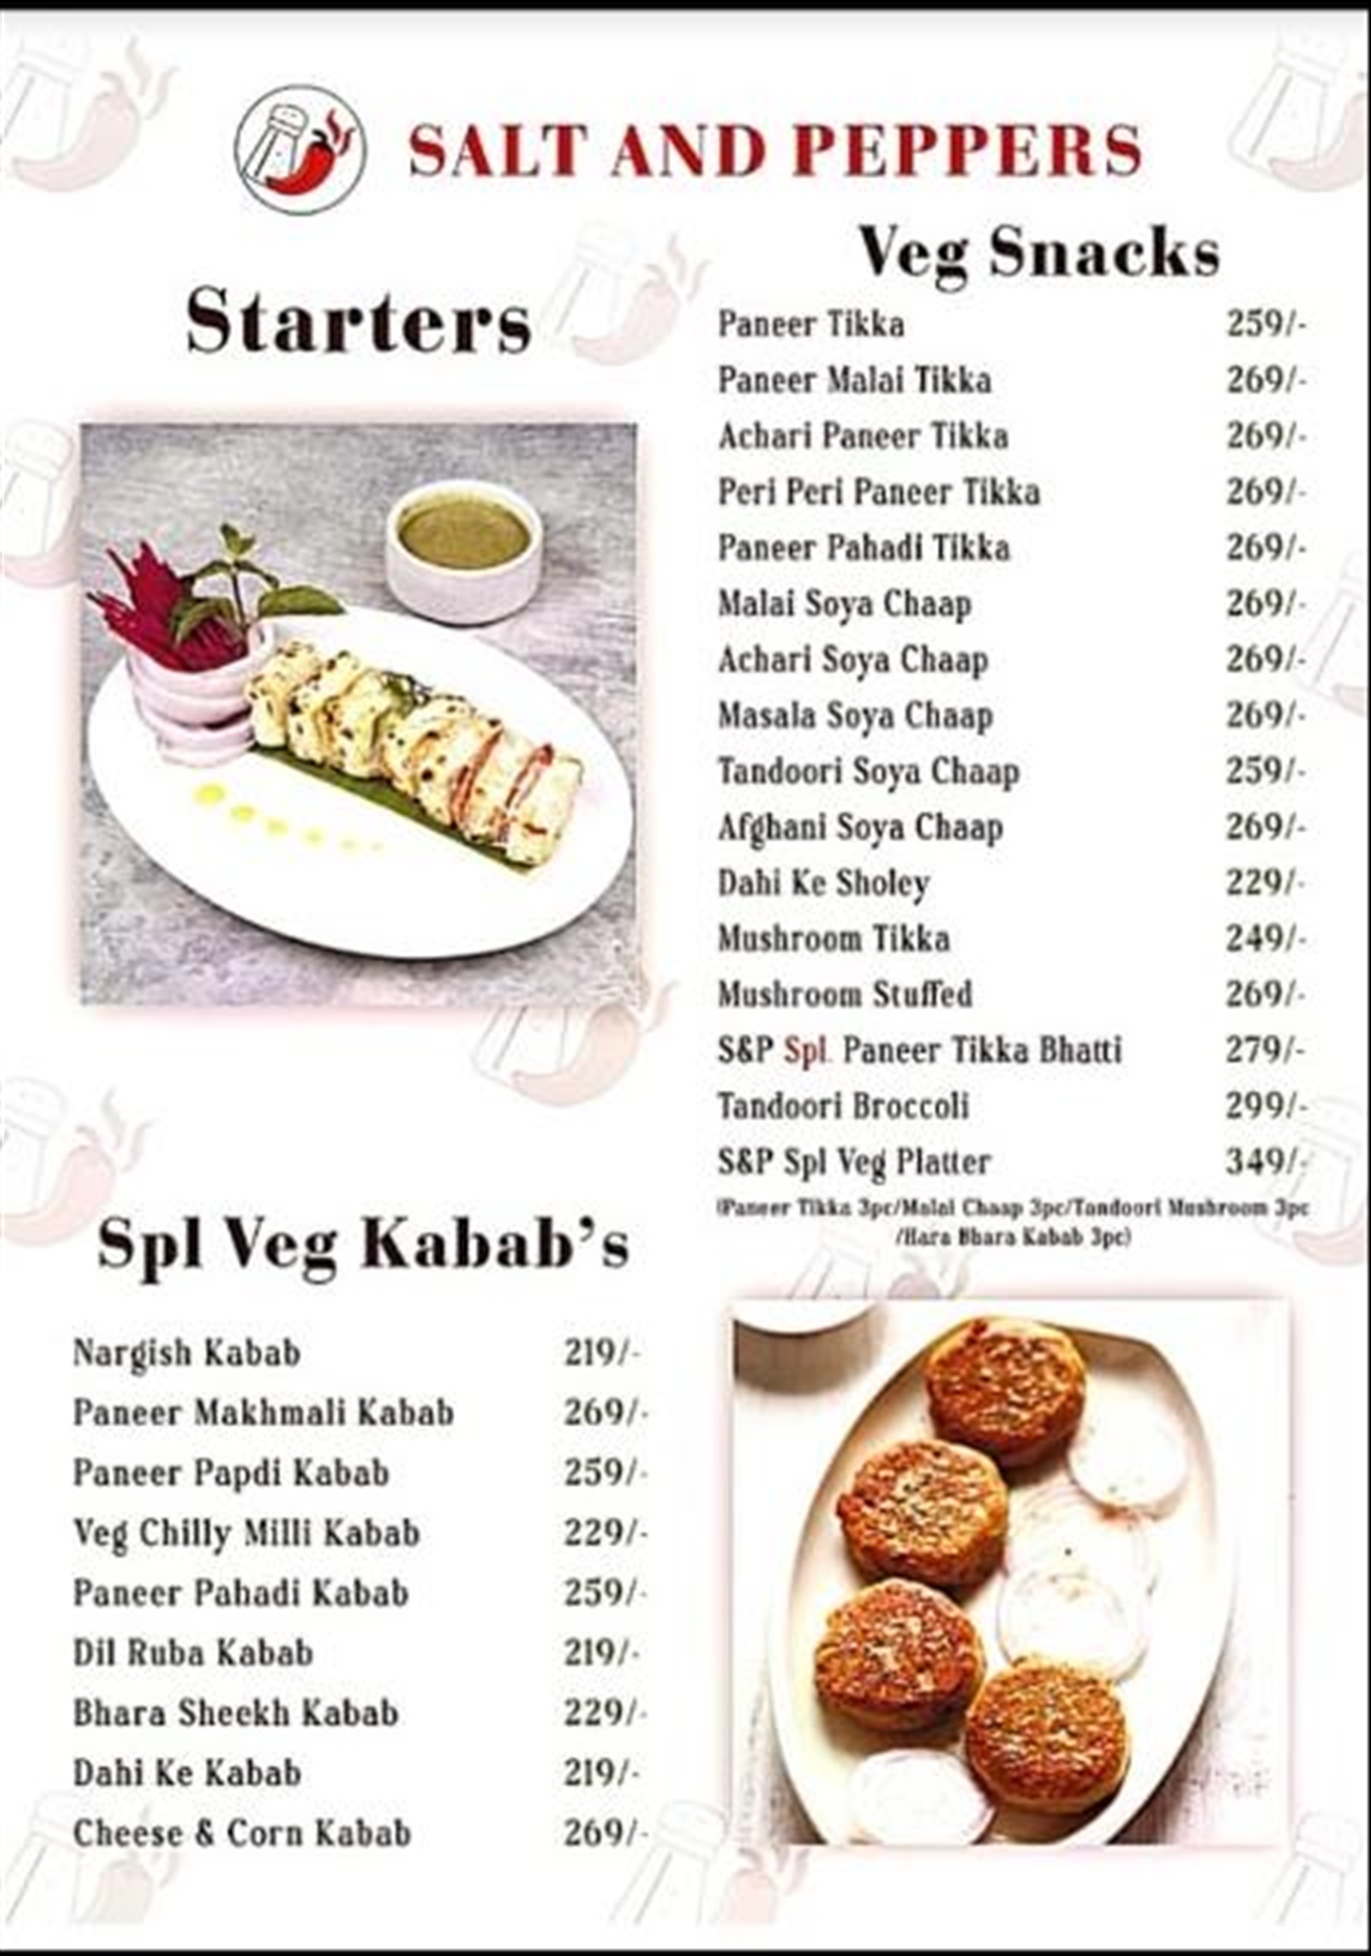 SALT AND PEPPERS
Starters
Veg Snacks
Paneer Tikka 259/-
Paneer Malai Tikka 269/-
Achari Paneer Tikka 269/-
Peri Peri Paneer Tikka 269/-
Paneer Pahadi Tikka 269/-
Malai Soya Chaap 269/-
Achari Soya Chaap 269/-
Masala Soya Chaap 269/-
Tandoori Soya Chaap 259/-
Afghani Soya Chaap 269/-
Dahi Ke Sholey 229/-
Mushroom Tikka 249/-
Mushroom Stuffed 269/-
S&P Spl. Paneer Tikka Bhatti 279/-
Tandoori Broccoli 299/-
S&P Spl Veg Platter 349/-
(Paneer Tikka 3pc/Malai Chaap 3pc/Tandoori Mushroom 3pc
/Hara Bhara Kabab 3pc)
Spl Veg Kabab's
Nargish Kabab 219/-
Paneer Makhmali Kabab 269/-
Paneer Papdi Kabab 259/-
Veg Chilly Milli Kabab 229/-
Paneer Pahadi Kabab 259/-
Dil Ruba Kabab 219/-
Bhara Sheekh Kabab 229/-
Dahi Ke Kabab 219/-
Cheese & Corn Kabab 269/-